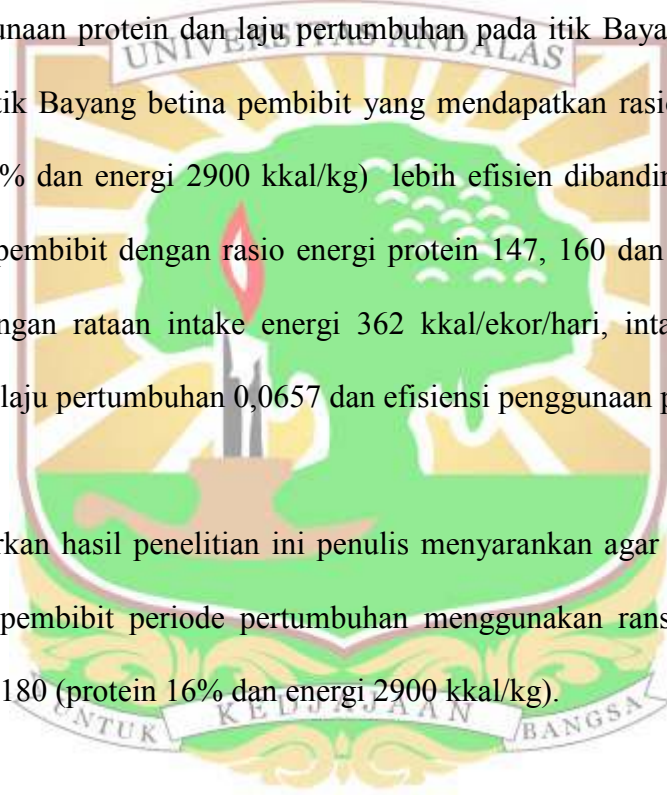 UNIVERSITAS ANDALAS
unaan protein dan laju pertumbuhan pada itik Baya
tik Bayang betina pembibit yang mendapatkan rasio
% dan energi 2900 kkal/kg) lebih efisien dibandin
pembibit dengan rasio energi protein 147, 160 dan
ngan rataan intake energi 362 kkal/ekor/hari, inta
laju pertumbuhan 0,0657 dan efisiensi penggunaan p
rkan hasil penelitian ini penulis menyarankan agar
pembibit periode pertumbuhan menggunakan rans
180 (protein 16% dan energi 2900 kkal/kg).
UNTUK KEDJAJAAN BANGSA